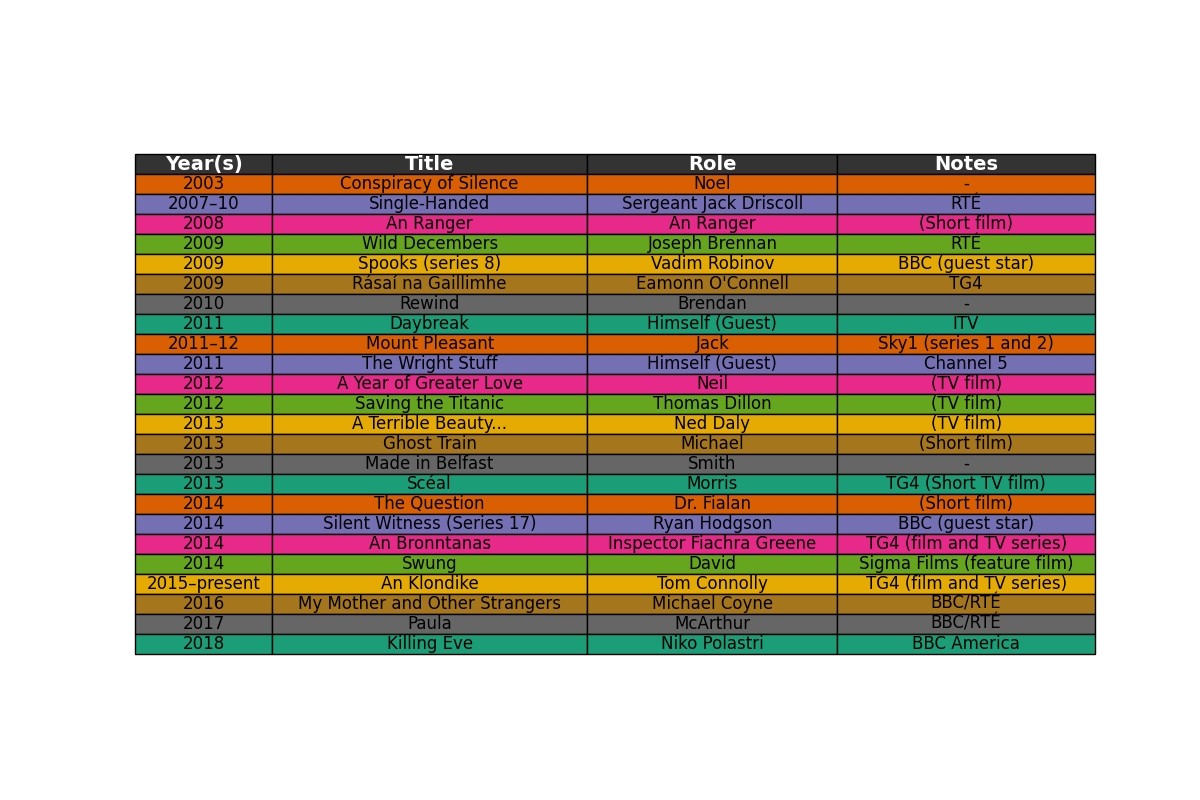 Year(s) Title Role Notes
2003 Conspiracy of Silence Noel -
2007–10 Single-Handed Sergeant Jack Driscoll RTÉ
2008 An Ranger An Ranger (Short film)
2009 Wild Decembers Joseph Brennan RTÉ
2009 Spooks (series 8) Vadim Robinov BBC (guest star)
2009 Rásaí na Gaillimhe Eamonn O'Connell TG4
2010 Rewind Brendan -
2011 Daybreak Himself (Guest) ITV
2011–12 Mount Pleasant Jack Sky1 (series 1 and 2)
2011 The Wright Stuff Himself (Guest) Channel 5
2012 A Year of Greater Love Neil (TV film)
2012 Saving the Titanic Thomas Dillon (TV film)
2013 A Terrible Beauty... Ned Daly (TV film)
2013 Ghost Train Michael (Short film)
2013 Made in Belfast Smith -
2013 Scéal Morris TG4 (Short TV film)
2014 The Question Dr. Fialan (Short film)
2014 Silent Witness (Series 17) Ryan Hodgson BBC (guest star)
2014 An Bronntanas Inspector Fiachra Greene TG4 (film and TV series)
2014 Swung David Sigma Films (feature film)
2015–present An Klondike Tom Connolly TG4 (film and TV series)
2016 My Mother and Other Strangers Michael Coyne BBC/RTÉ
2017 Paula McArthur BBC/RTÉ
2018 Killing Eve Niko Polastri BBC America